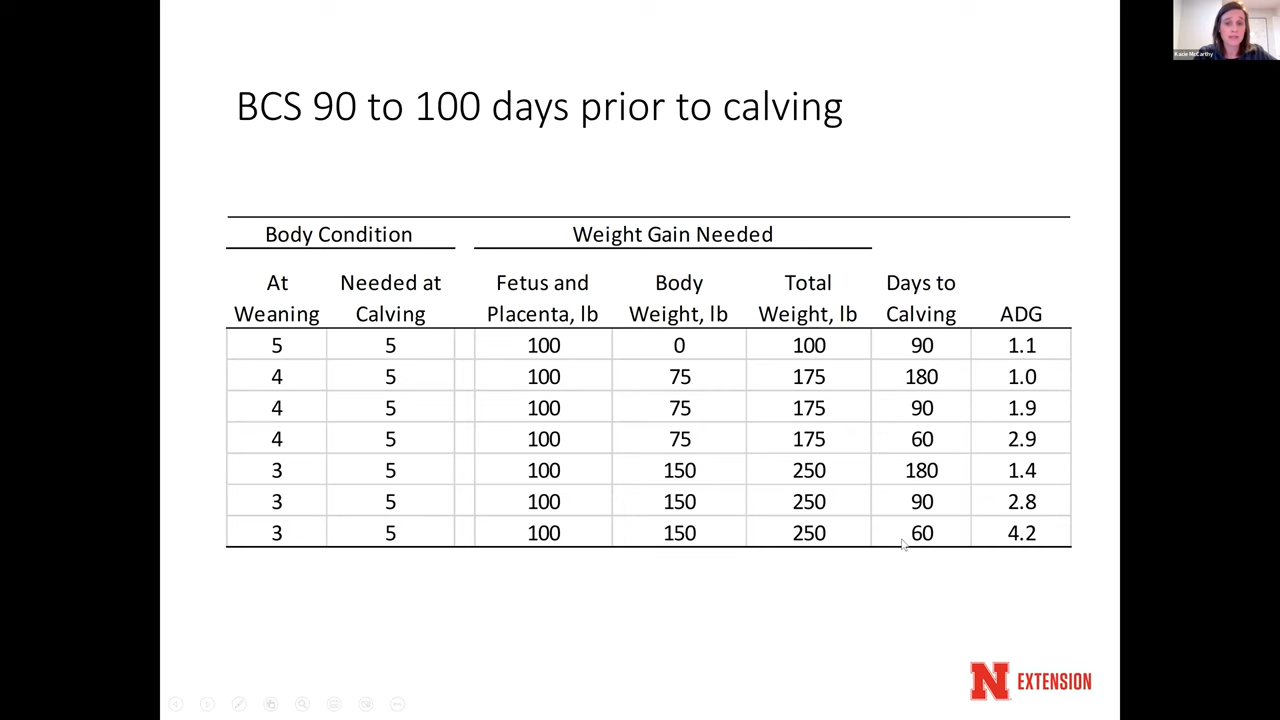 Kacie McCarthy
BCS 90 to 100 days prior to calving
Body Condition Weight Gain Needed
At Needed at Fetus and Body Total Days to
Weaning Calving Placenta, lb Weight, lb Weight, lb Calving ADG
5 5 100 0 100 90 1.1
4 5 100 75 175 180 1.0
4 5 100 75 175 90 1.9
4 5 100 75 175 60 2.9
3 5 100 150 250 180 1.4
3 5 100 150 250 90 2.8
3 5 100 150 250 60 4.2
N EXTENSION